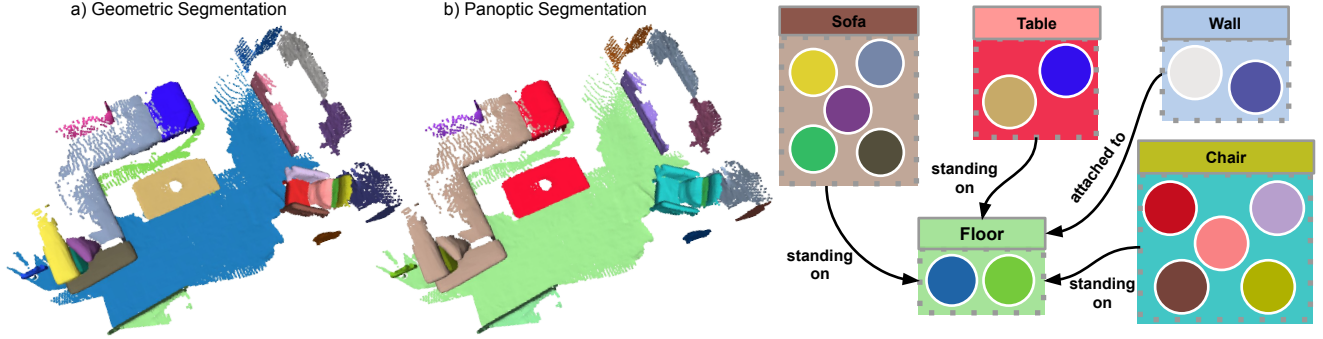 a) Geometric Segmentation
b) Panoptic Segmentation
Sofa
Table
Wall
Chair
standing
on
attached to
Floor
standing
on
standing
on